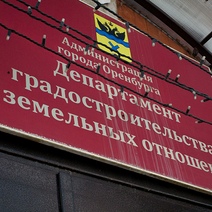 Администрация
города Оренбурга
Департамент
градостроительства
земельных отношен